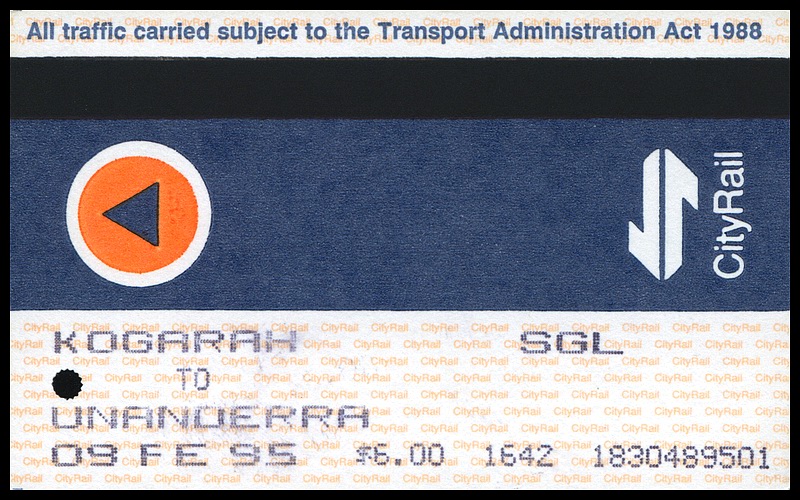 All traffic carried subject to the Transport Administration Act 1988
CityRail
KOGARAH SGL
TO
UNANDERRA
09 FE 95 $6.00 1642 1830489501